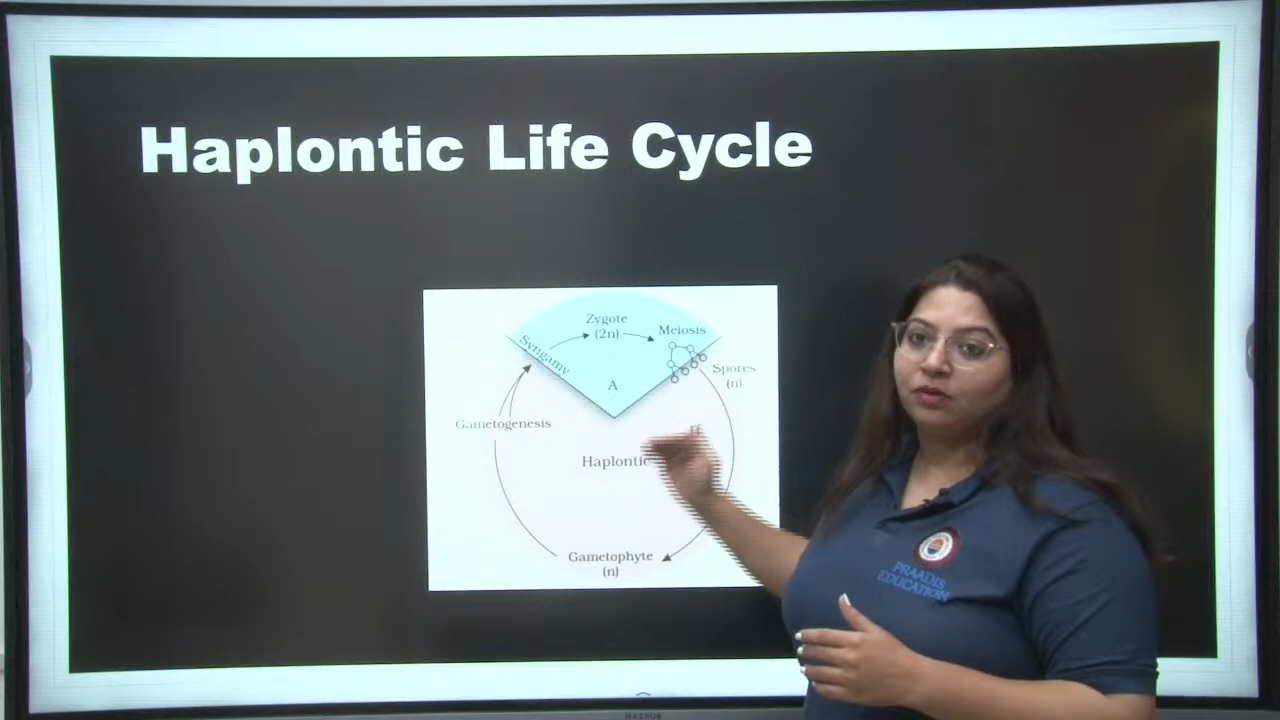 Haplontic Life Cycle
Zygote
(2n)
Meiosis
Syngamy
Spores
(n)
A
Gametogenesis
Haplontic
Gametophyte
(n)
PRAADIS
EDUCATION